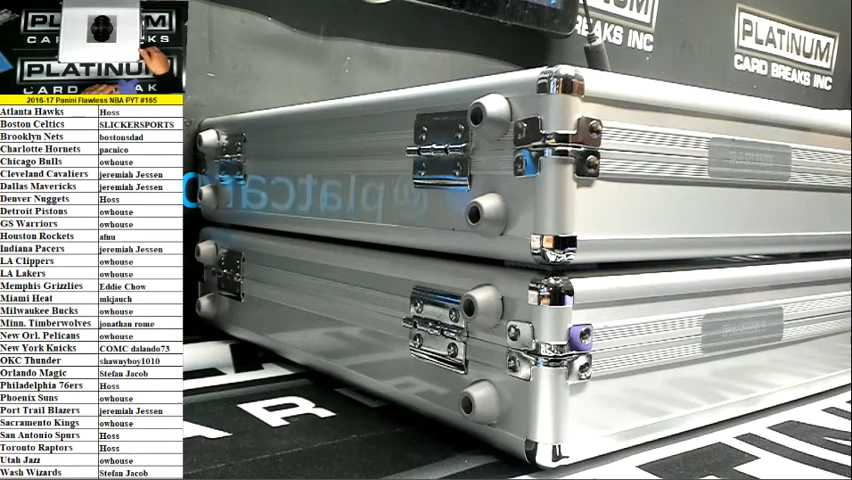 PLATINUM
CARD BREAKS
PLATINUM
CARD BREAKS INC
2016-17 Panini Flawless NBA PYT #165
Atlanta Hawks Hoss
Boston Celtics SLICKERSPORTS
Brooklyn Nets bostonsdad
Charlotte Hornets pacnico
Chicago Bulls owhouse
Cleveland Cavaliers jeremiah Jessen
Dallas Mavericks jeremiah Jessen
Denver Nuggets Hoss
Detroit Pistons owhouse
GS Warriors owhouse
Houston Rockets afnu
Indiana Pacers jeremiah Jessen
LA Clippers owhouse
LA Lakers owhouse
Memphis Grizzlies Eddie Chow
Miami Heat mkjauch
Milwaukee Bucks owhouse
Minn. Timberwolves jonathan rome
New Orl. Pelicans owhouse
New York Knicks COMC dalando73
OKC Thunder shawnyboy1010
Orlando Magic Stefan Jacob
Philadelphia 76ers Hoss
Phoenix Suns owhouse
Port Trail Blazers jeremiah Jessen
Sacramento Kings owhouse
San Antonio Spurs Hoss
Toronto Raptors Hoss
Utah Jazz owhouse
Wash Wizards Stefan Jacob
PLATINUM
REAKS INC
PLATINUM
CARD BREAKS INC
@platcard